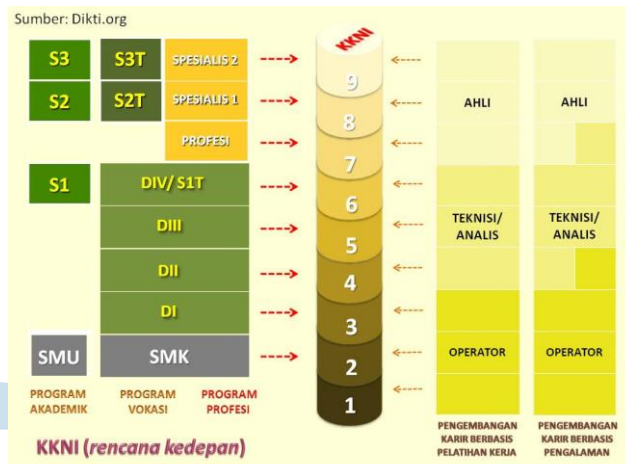 Sumber: Dikti.org
KKNI
S3
S3T
SPESIALIS 2
9
S2
S2T
SPESIALIS 1
8
AHLI
AHLI
PROFESI
7
S1
DIV/ S1T
6
DIII
5
TEKNISI/
ANALIS
TEKNISI/
ANALIS
DII
4
DI
3
SMU
SMK
2
OPERATOR
OPERATOR
1
PROGRAM
AKADEMIK
PROGRAM
VOKASI
PROGRAM
PROFESI
PENGEMBANGAN
KARIR BERBASIS
PELATIHAN KERJA
PENGEMBANGAN
KARIR BERBASIS
PENGALAMAN
KKNI (rencana kedepan)